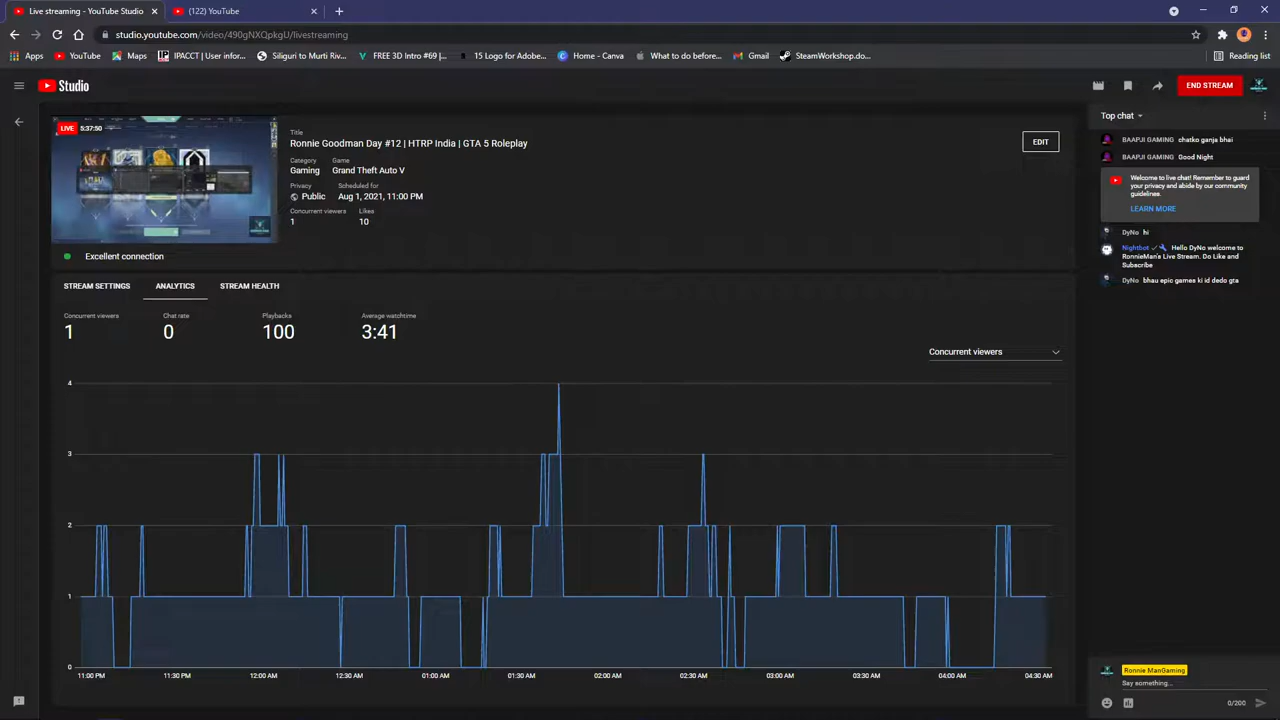 Live streaming - YouTube Studio
(122) YouTube
studio.youtube.com/video/490gNXQpkgU/livestreaming
Apps
YouTube
Maps
IPACCT | User infor...
Siliguri to Murti Riv...
FREE 3D Intro #69 |...
15 Logo for Adobe...
Home - Canva
What to do before...
Gmail
SteamWorkshop.do...
Reading list
Studio
END STREAM
LIVE 5:37:50
Title
Ronnie Goodman Day #12 | HTRP India | GTA 5 Roleplay
EDIT
Category Game
Gaming Grand Theft Auto V
Privacy Scheduled for
Public Aug 1, 2021, 11:00 PM
Concurrent viewers Likes
1 10
Excellent connection
STREAM SETTINGS ANALYTICS STREAM HEALTH
Concurrent viewers Chat rate Playbacks Average watchtime
1 0 100 3:41
Concurrent viewers
4
3
2
1
0
11:00 PM 11:30 PM 12:00 AM 12:30 AM 01:00 AM 01:30 AM 02:00 AM 02:30 AM 03:00 AM 03:30 AM 04:00 AM 04:30 AM
Top chat
BAAPJI GAMING chatko ganja bhai
BAAPJI GAMING Good Night
Welcome to live chat! Remember to guard
your privacy and abide by our community
guidelines.
LEARN MORE
DyNo hi
Nightbot Hello DyNo welcome to
RonnieMan's Live Stream. Do Like and
Subscribe
DyNo bhau epic games ki id dedo gta
Ronnie ManGaming
Say something...
0/200